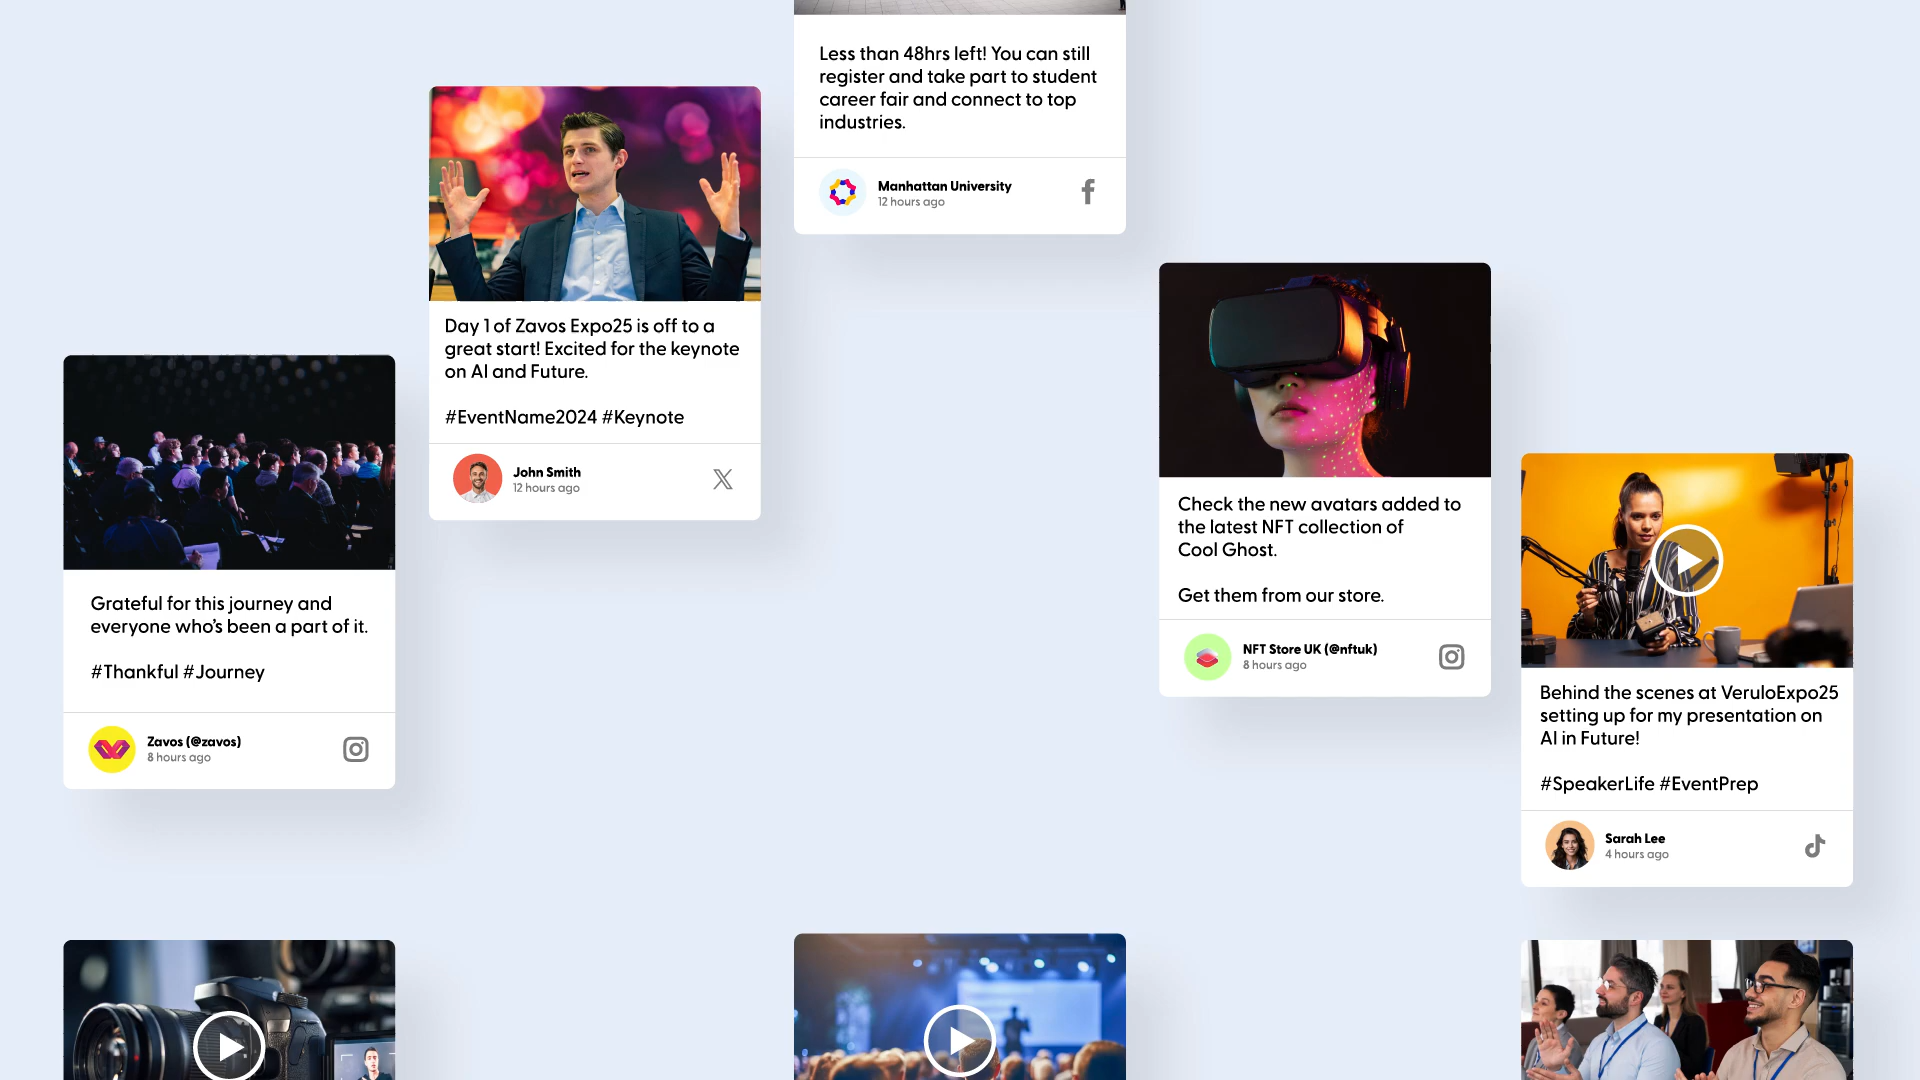 Less than 48hrs left! You can still
register and take part to student
career fair and connect to top
industries.
Manhattan University
12 hours ago
Day 1 of Zavos Expo25 is off to a
great start! Excited for the keynote
on AI and Future.
#EventName2024 #Keynote
John Smith
12 hours ago
Grateful for this journey and
everyone who's been a part of it.
#Thankful #Journey
Zavos (@zavos)
8 hours ago
Check the new avatars added to
the latest NFT collection of
Cool Ghost.
Get them from our store.
NFT Store UK (@nftuk)
8 hours ago
Behind the scenes at VeruloExpo25
setting up for my presentation on
AI in Future!
#SpeakerLife #EventPrep
Sarah Lee
4 hours ago